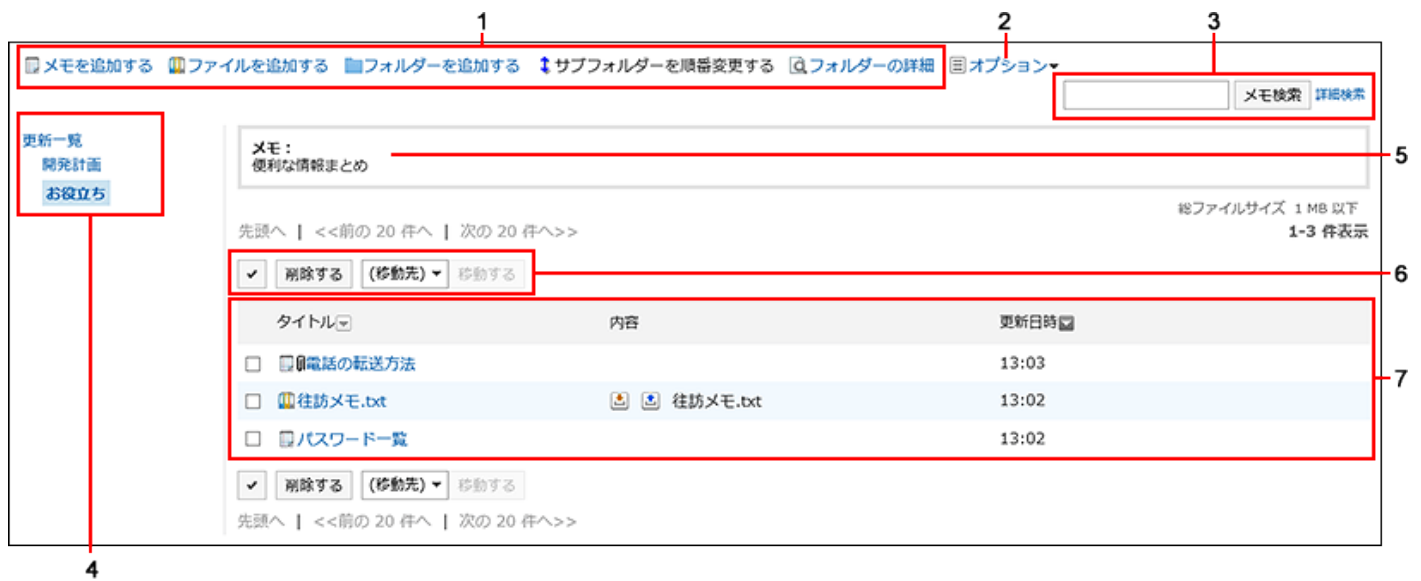 1 2 3
メモを追加する ファイルを追加する フォルダーを追加する サブフォルダーを順番変更する フォルダーの詳細 オプション
メモ検索 詳細検索
更新一覧
開発計画
お役立ち
メモ：
便利な情報まとめ
5
総ファイルサイズ 1 MB 以下
先頭へ | <<前の 20 件へ | 次の 20 件へ>>
1-3 件表示
削除する (移動先) 移動する
6
タイトル 内容 更新日時
電話の転送方法 13:03
7
往訪メモ.txt 往訪メモ.txt 13:02
パスワード一覧 13:02
削除する (移動先) 移動する
先頭へ | <<前の 20 件へ | 次の 20 件へ>>
4